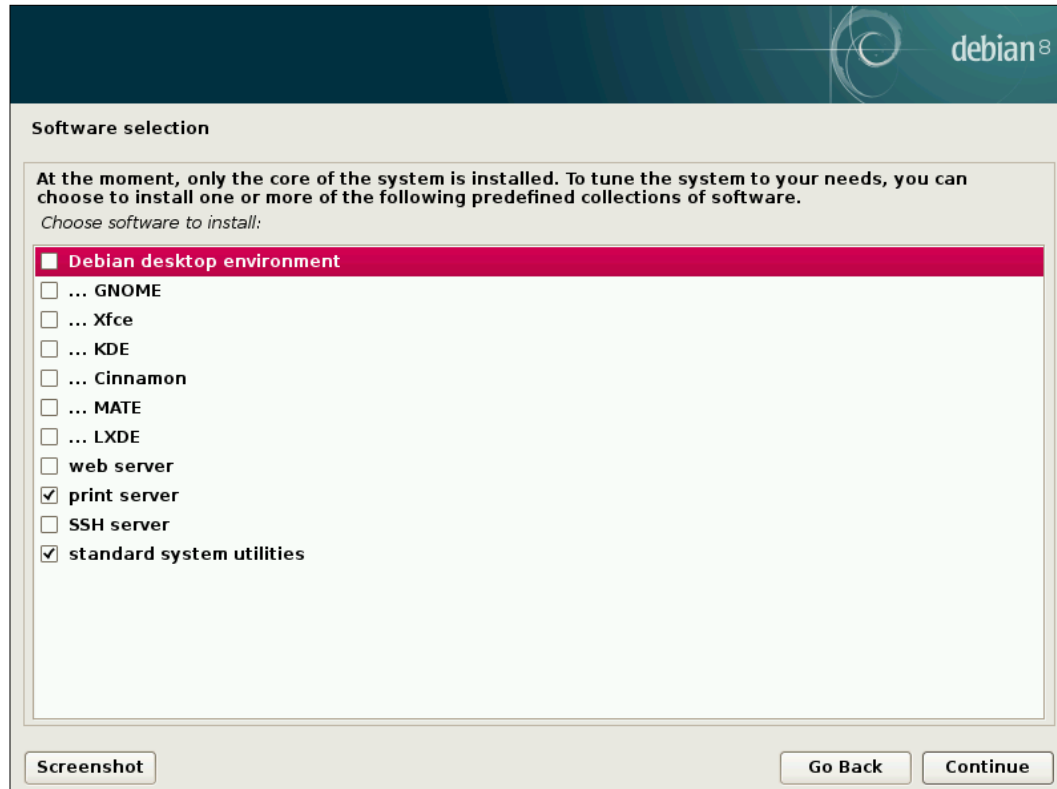 debian 8
Software selection
At the moment, only the core of the system is installed. To tune the system to your needs, you can
choose to install one or more of the following predefined collections of software.
Choose software to install:
Debian desktop environment
... GNOME
... Xfce
... KDE
... Cinnamon
... MATE
... LXDE
web server
print server
SSH server
standard system utilities
Screenshot
Go Back
Continue